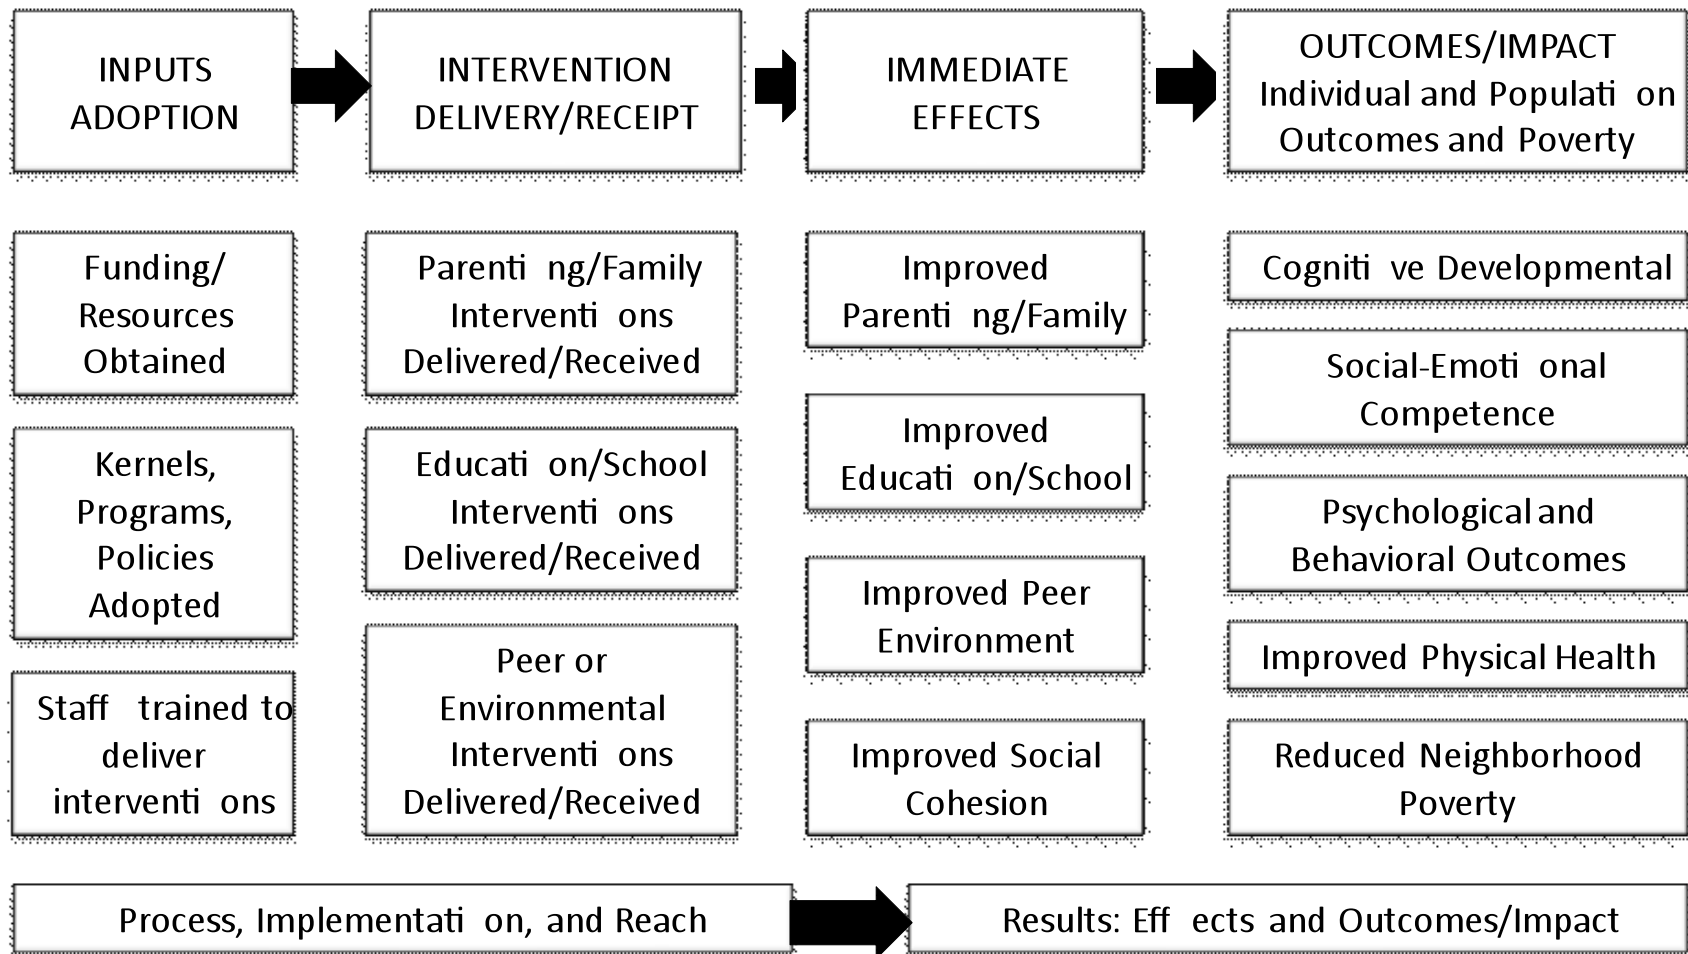 INPUTS
ADOPTION
INTERVENTION
DELIVERY/RECEIPT
IMMEDIATE
EFFECTS
OUTCOMES/IMPACT
Individual and Populati on
Outcomes and Poverty
Funding/
Resources
Obtained
Kernels,
Programs,
Policies
Adopted
Staff trained to
deliver
interventi ons
Parenti ng/Family
Interventi ons
Delivered/Received
Educati on/School
Interventi ons
Delivered/Received
Peer or
Environmental
Interventi ons
Delivered/Received
Improved
Parenti ng/Family
Improved
Educati on/School
Improved Peer
Environment
Improved Social
Cohesion
Cogniti ve Developmental
Social-Emoti onal
Competence
Psychological and
Behavioral Outcomes
Improved Physical Health
Reduced Neighborhood
Poverty
Process, Implementati on, and Reach
Results: Eff ects and Outcomes/Impact